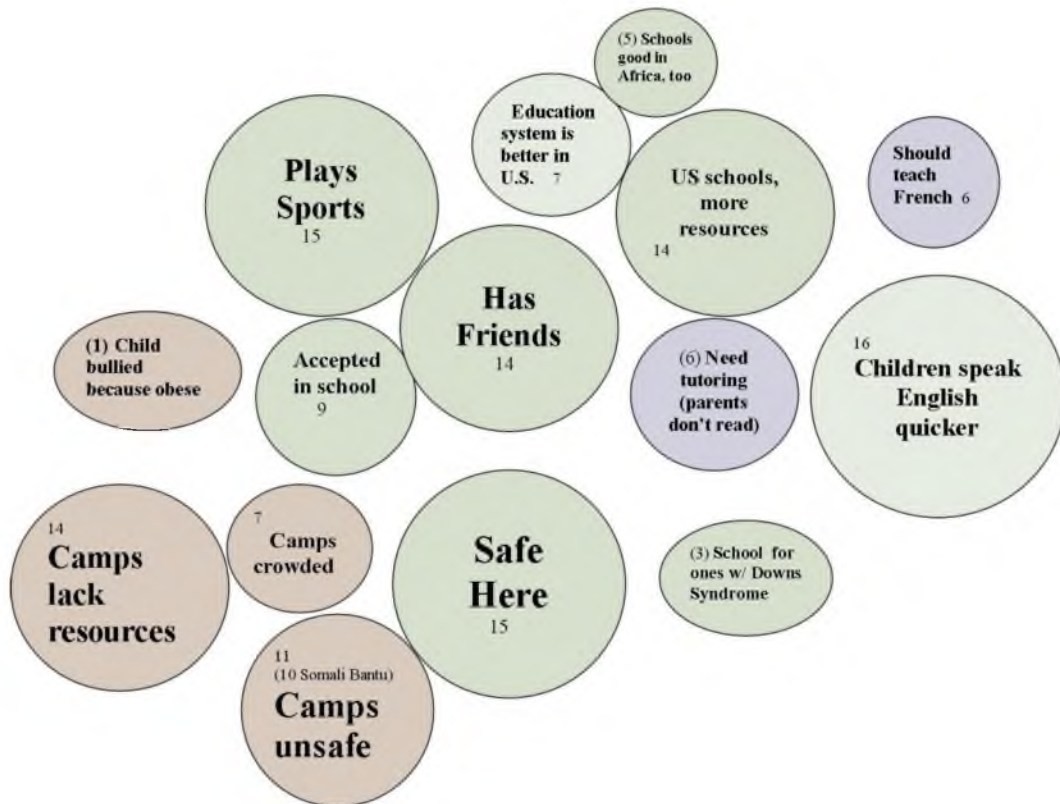 (5) Schools
good in
Africa, too
Education
system is
better in
U.S. 7
Plays
Sports
15
US schools,
more
resources
14
Should
teach
French 6
Has
Friends
14
(1) Child
bullied
because obese
Accepted
in school
9
(6) Need
tutoring
(parents
don't read)
16
Children speak
English
quicker
14
Camps
lack
resources
7
Camps
crowded
Safe
Here
15
(3) School for
ones w/ Downs
Syndrome
11
(10 Somali Bantu)
Camps
unsafe